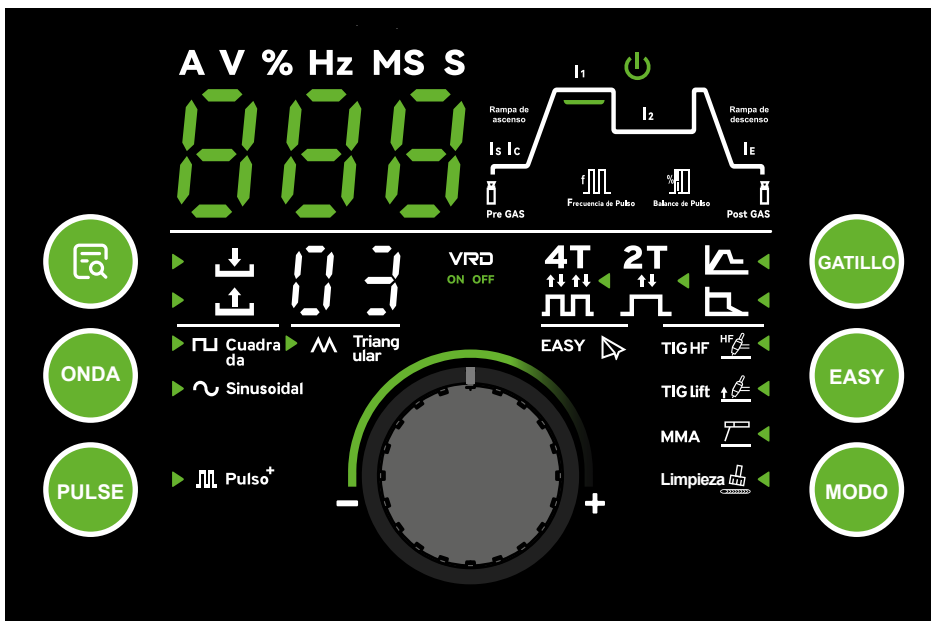 A V % Hz MS S
888
I1
I2
Rampa de
ascenso
Rampa de
descenso
Is Ic
IE
f
%
Pre GAS
Frecuencia de Pulso
Balance de Pulso
Post GAS
03
VRD
ON OFF
4T
2T
GATILLO
Cuadra
da
Triang
ular
EASY
TIG HF
HF
ONDA
Sinusoidal
TIG Lift
EASY
MMA
PULSE
Pulso+
Limpieza
MODO
- +